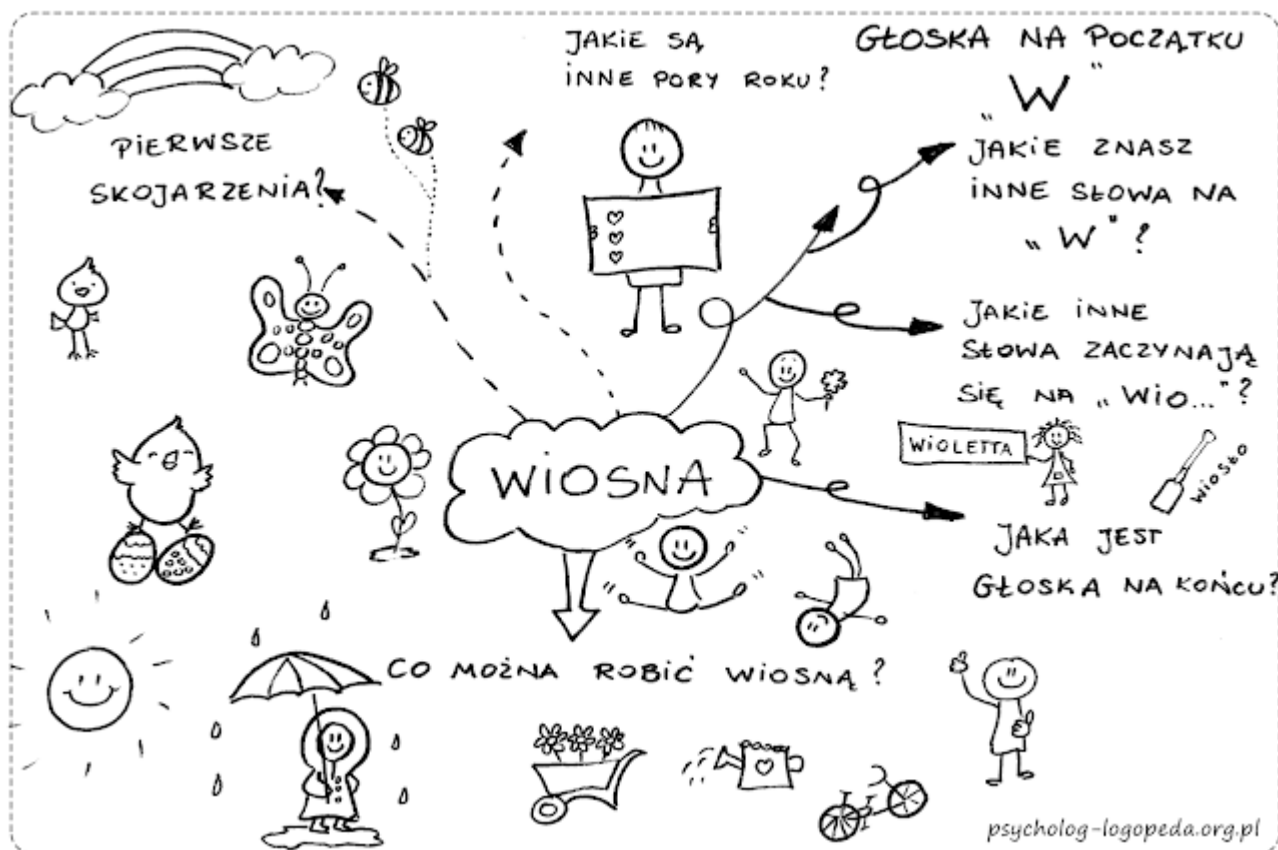 PIERWSZE
SKOJARZENIA?
JAKIE SĄ
INNE PORY ROKU?
GŁOSKA NA POCZĄTKU
„W”
JAKIE ZNASZ
INNE SŁOWA NA
„W”?
JAKIE INNE
SŁOWA ZACZYNAJĄ
SIĘ NA „WIO...”?
WIOLETTA
WIOSŁO
WIOSNA
JAKA JEST
GŁOSKA NA KOŃCU?
CO MOŻNA ROBIĆ WIOSNĄ?
psycholog-logopeda.org.pl